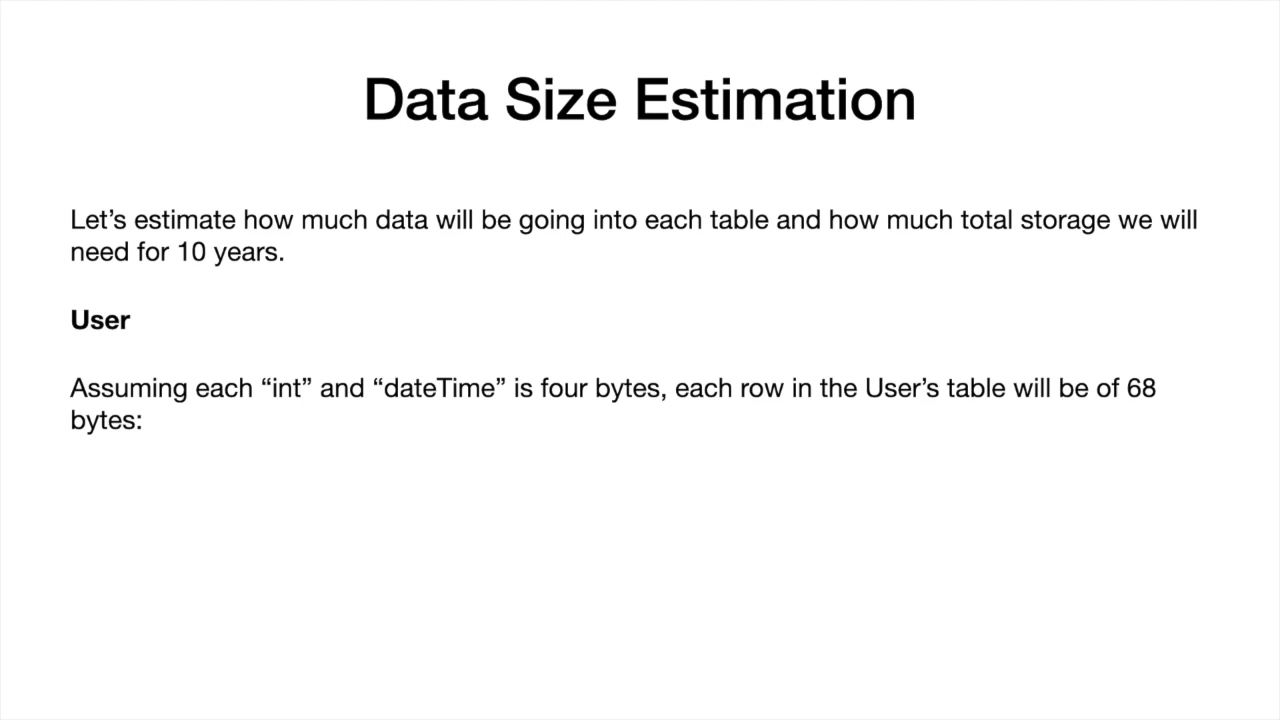 Data Size Estimation
Let’s estimate how much data will be going into each table and how much total storage we will
need for 10 years.
User
Assuming each “int” and “dateTime” is four bytes, each row in the User’s table will be of 68
bytes: